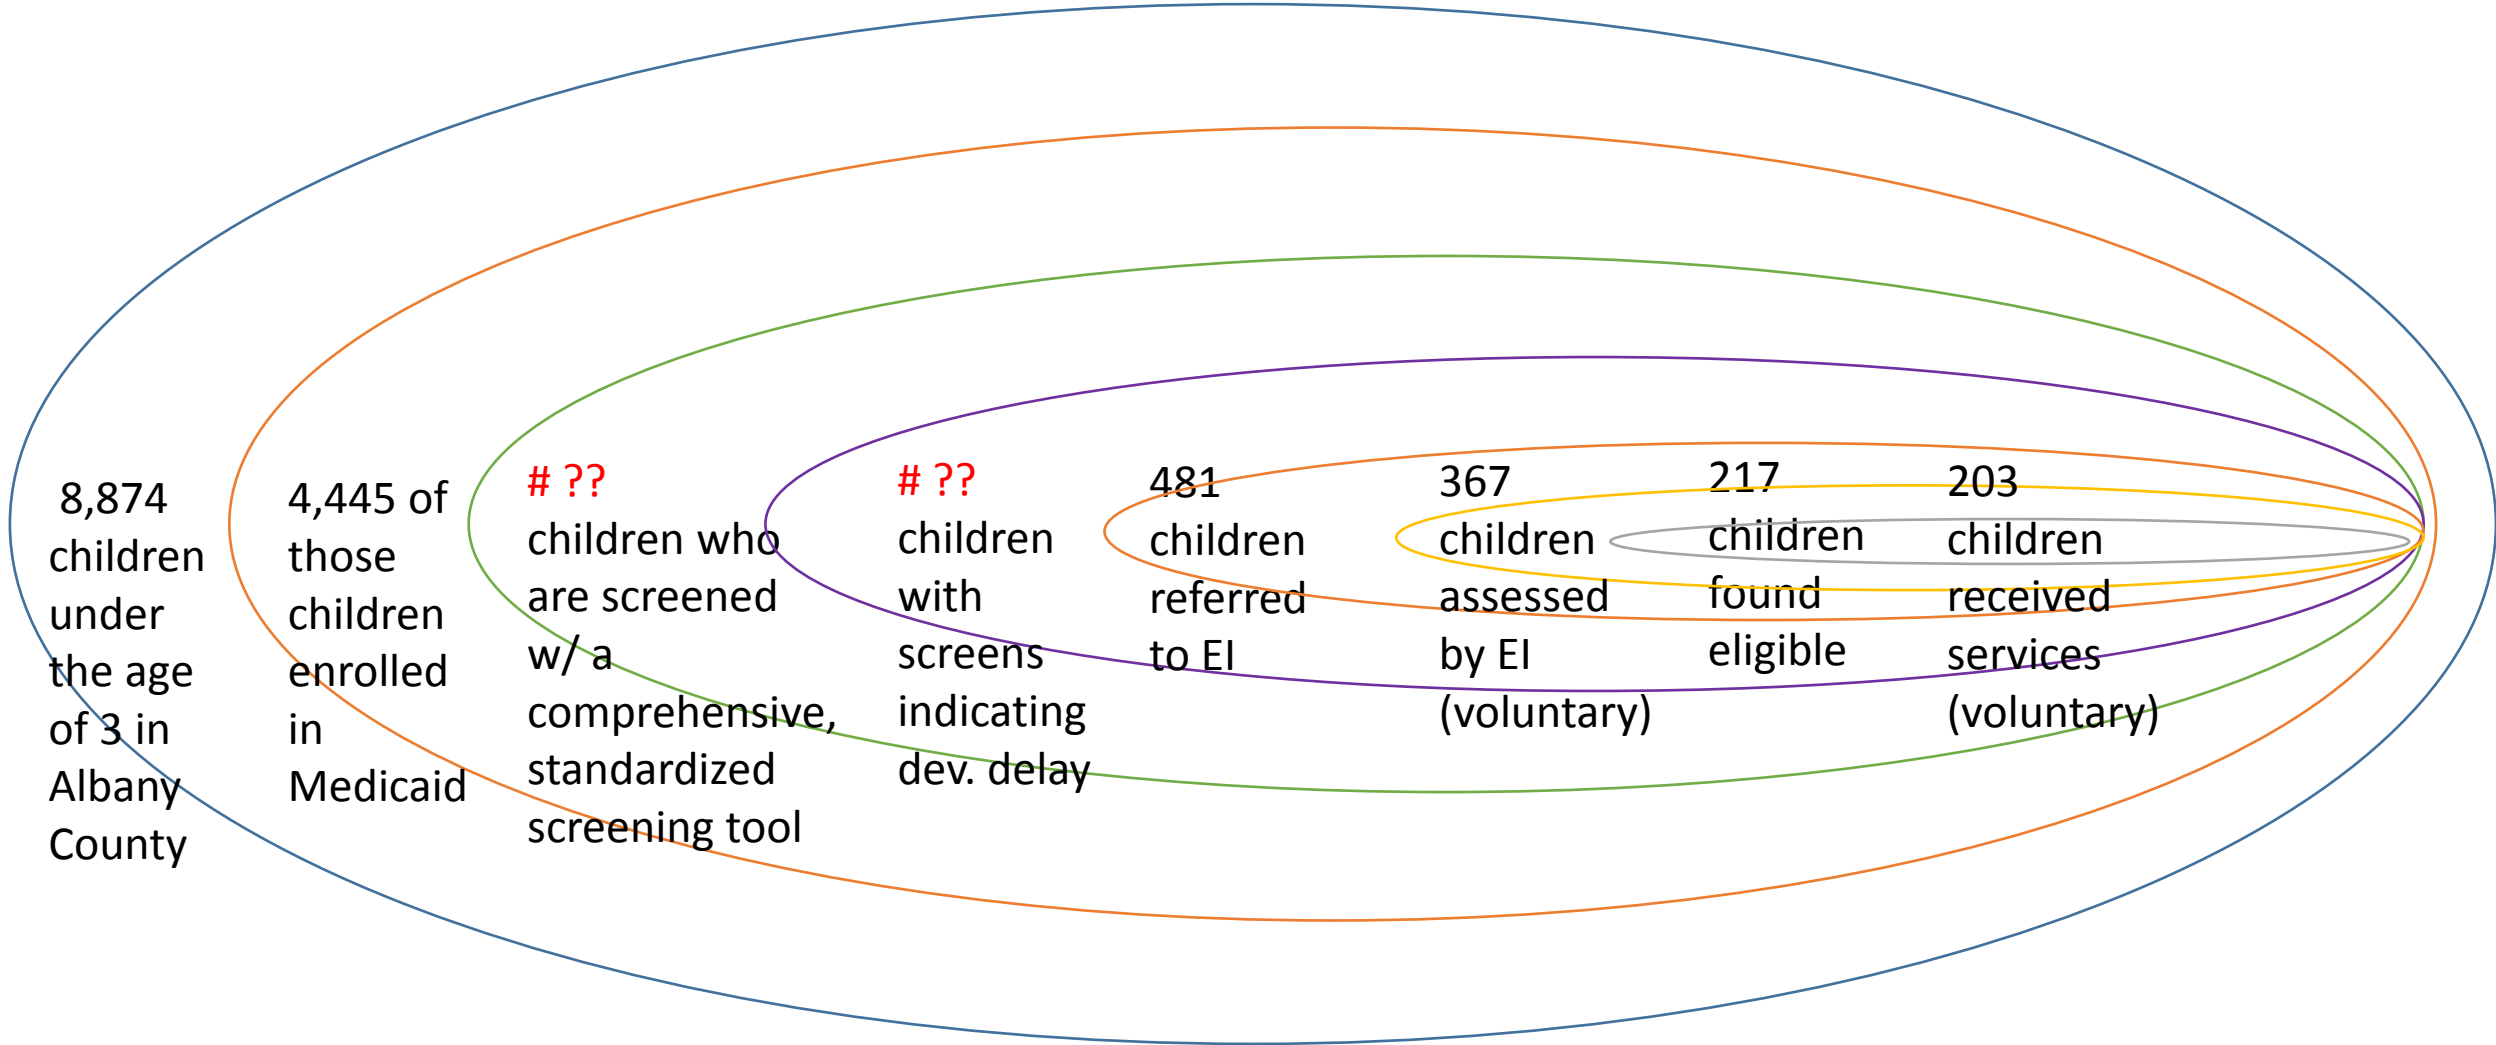 8,874
children
under
the age
of 3 in
Albany
County
4,445 of
those
children
enrolled
in
Medicaid
# ??
children who
are screened
w/ a
comprehensive,
standardized
screening tool
# ??
children
with
screens
indicating
dev. delay
481
children
referred
to EI
367
children
assessed
by EI
(voluntary)
217
children
found
eligible
203
children
received
services
(voluntary)